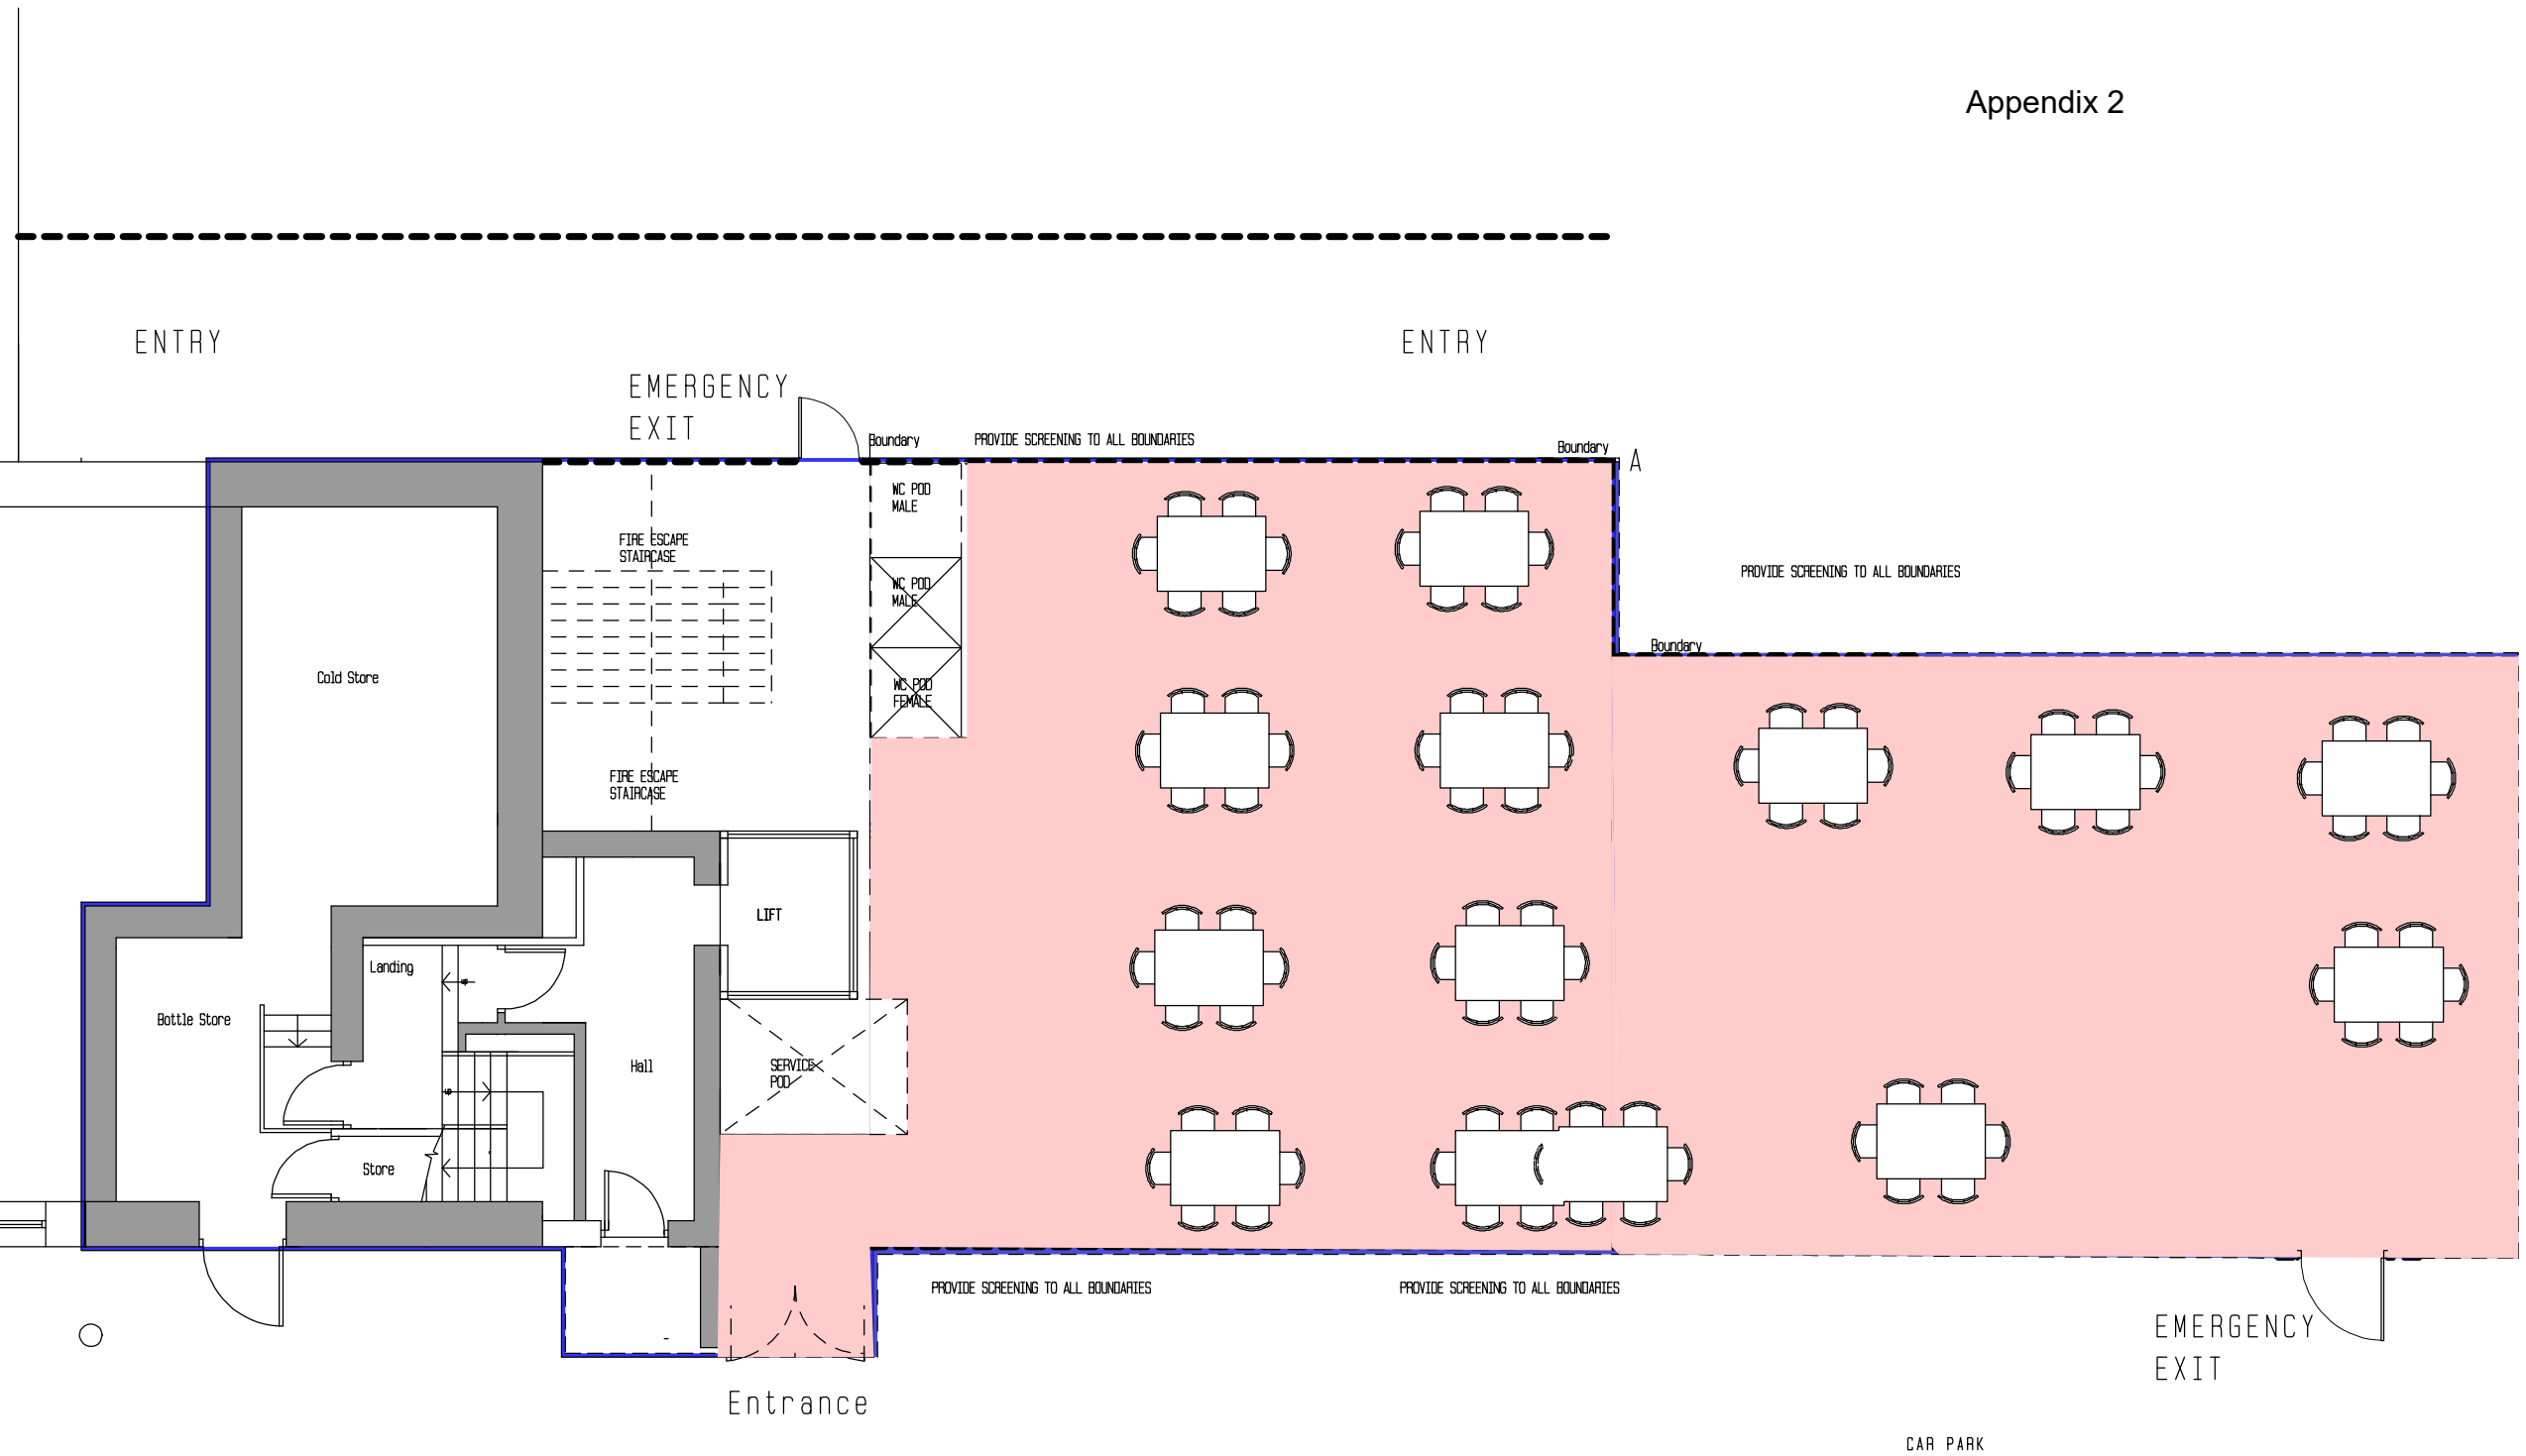 Appendix 2
ENTRY
ENTRY
EMERGENCY
EXIT
Boundary
PROVIDE SCREENING TO ALL BOUNDARIES
Boundary
A
WC POD
MALE
FIRE ESCAPE
STAIRCASE
PROVIDE SCREENING TO ALL BOUNDARIES
WC POD
MALE
Boundary
Cold Store
WC POD
FEMALE
FIRE ESCAPE
STAIRCASE
LIFT
Landing
Bottle Store
Hall
SERVICE
POD
Store
PROVIDE SCREENING TO ALL BOUNDARIES
PROVIDE SCREENING TO ALL BOUNDARIES
EMERGENCY
EXIT
Entrance
CAR PARK